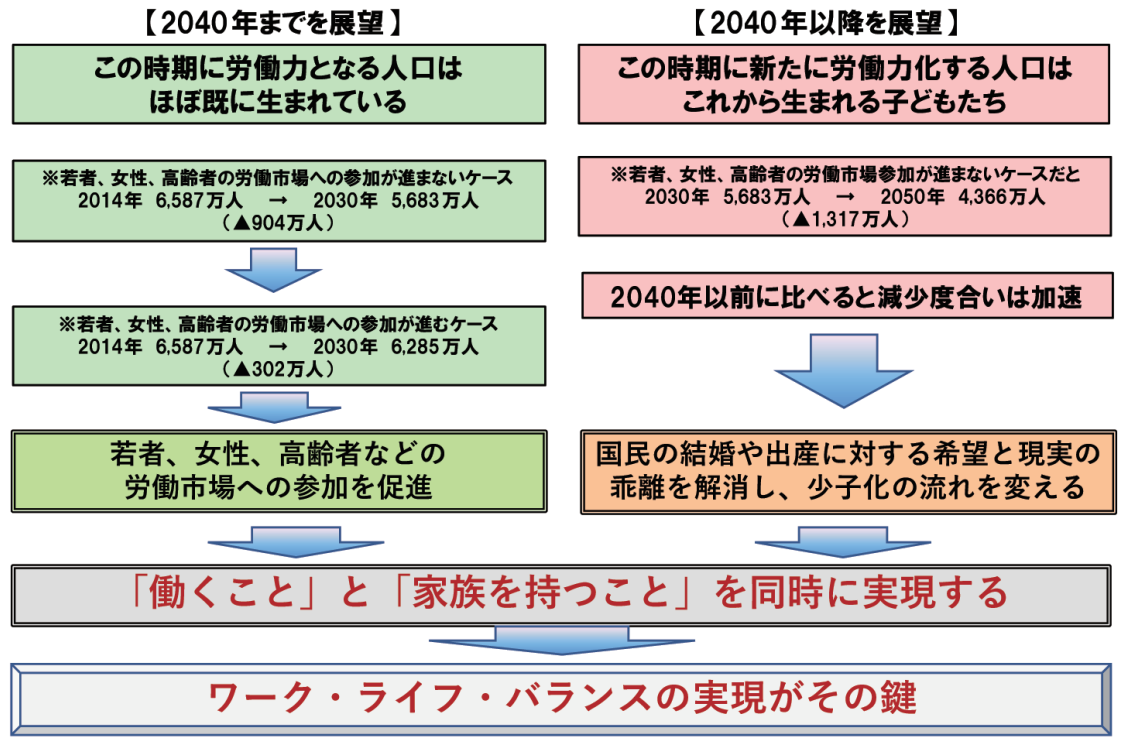 【2040年までを展望】
この時期に労働力となる人口は
ほぼ既に生まれている
※若者、女性、高齢者の労働市場への参加が進まないケース
2014年 6,587万人 → 2030年 5,683万人
(▲904万人)
※若者、女性、高齢者の労働市場への参加が進むケース
2014年 6,587万人 → 2030年 6,285万人
(▲302万人)
若者、女性、高齢者などの
労働市場への参加を促進
【2040年以降を展望】
この時期に新たに労働力化する人口は
これから生まれる子どもたち
※若者、女性、高齢者の労働市場参加が進まないケースだと
2030年 5,683万人 → 2050年 4,366万人
(▲1,317万人)
2040年以前に比べると減少度合いは加速
国民の結婚や出産に対する希望と現実の
乖離を解消し、少子化の流れを変える
「働くこと」と「家族を持つこと」を同時に実現する
ワーク・ライフ・バランスの実現がその鍵